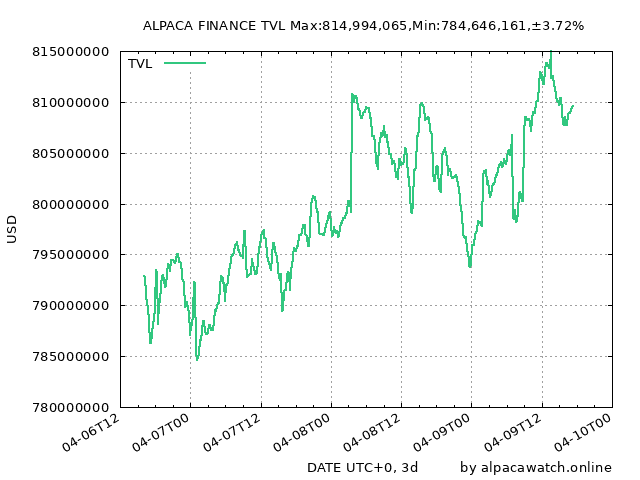 ALPACA FINANCE TVL Max:814,994,065,Min:784,646,161,±3.72%
815000000
TVL
810000000
805000000
800000000
795000000
790000000
785000000
780000000
USD
04-06T12
04-07T00
04-07T12
04-08T00
04-08T12
04-09T00
04-09T12
04-10T00
DATE UTC+0, 3d
by alpacawatch.online